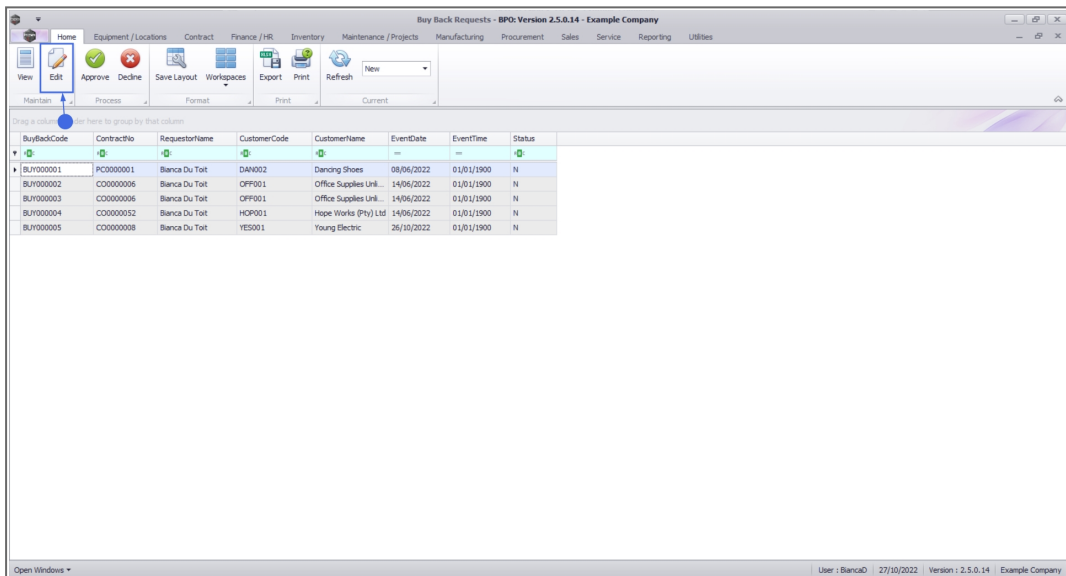 Buy Back Requests - BPO: Version 2.5.0.14 - Example Company
Home Equipment / Locations Contract Finance / HR Inventory Maintenance / Projects Manufacturing Procurement Sales Service Reporting Utilities
View Edit Approve Decline Save Layout Workspaces Export Print Refresh New
Maintain Process Format Print Current
Drag a column header here to group by that column
BuyBackCode ContractNo RequestorName CustomerCode CustomerName EventDate EventTime Status
BUY000001 PC0000001 Bianca Du Toit DAN002 Dancing Shoes 08/06/2022 01/01/1900 N
BUY000002 CO0000006 Bianca Du Toit OFF001 Office Supplies Unli... 14/06/2022 01/01/1900 N
BUY000003 CO0000006 Bianca Du Toit OFF001 Office Supplies Unli... 14/06/2022 01/01/1900 N
BUY000004 CO0000052 Bianca Du Toit HOP001 Hope Works (Pty) Ltd 14/06/2022 01/01/1900 N
BUY000005 CO0000008 Bianca Du Toit YES001 Young Electric 26/10/2022 01/01/1900 N
Open Windows User : BiancaD 27/10/2022 Version : 2.5.0.14 Example Company